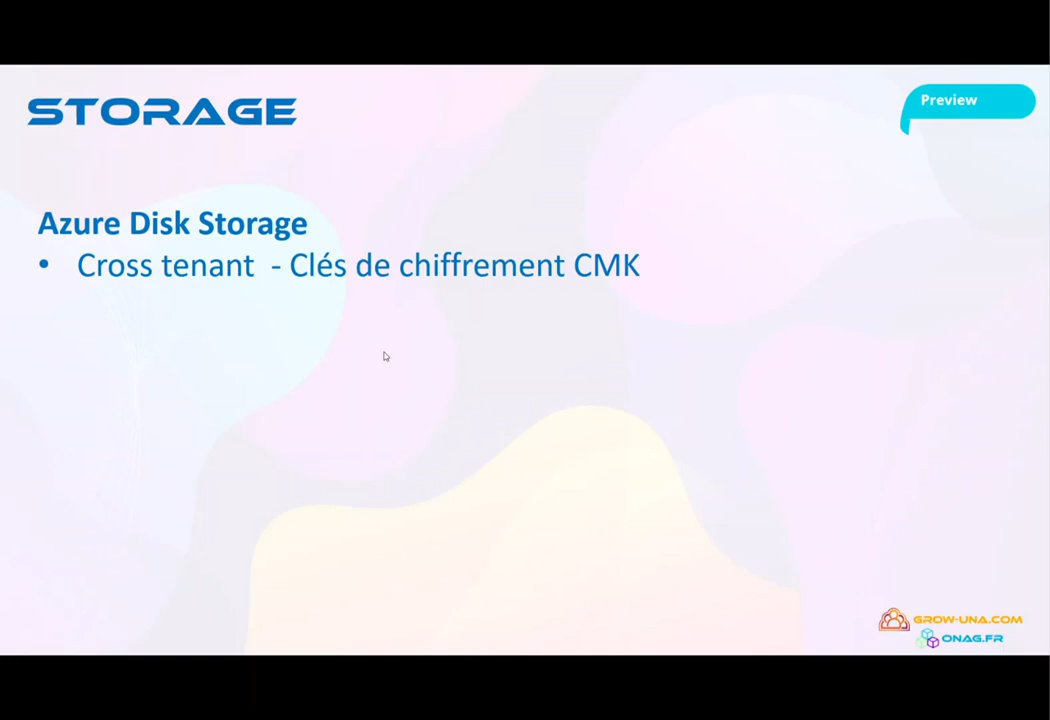 STORAGE
Preview
Azure Disk Storage
• Cross tenant - Clés de chiffrement CMK
GROW-UNA.COM
ONAG.FR